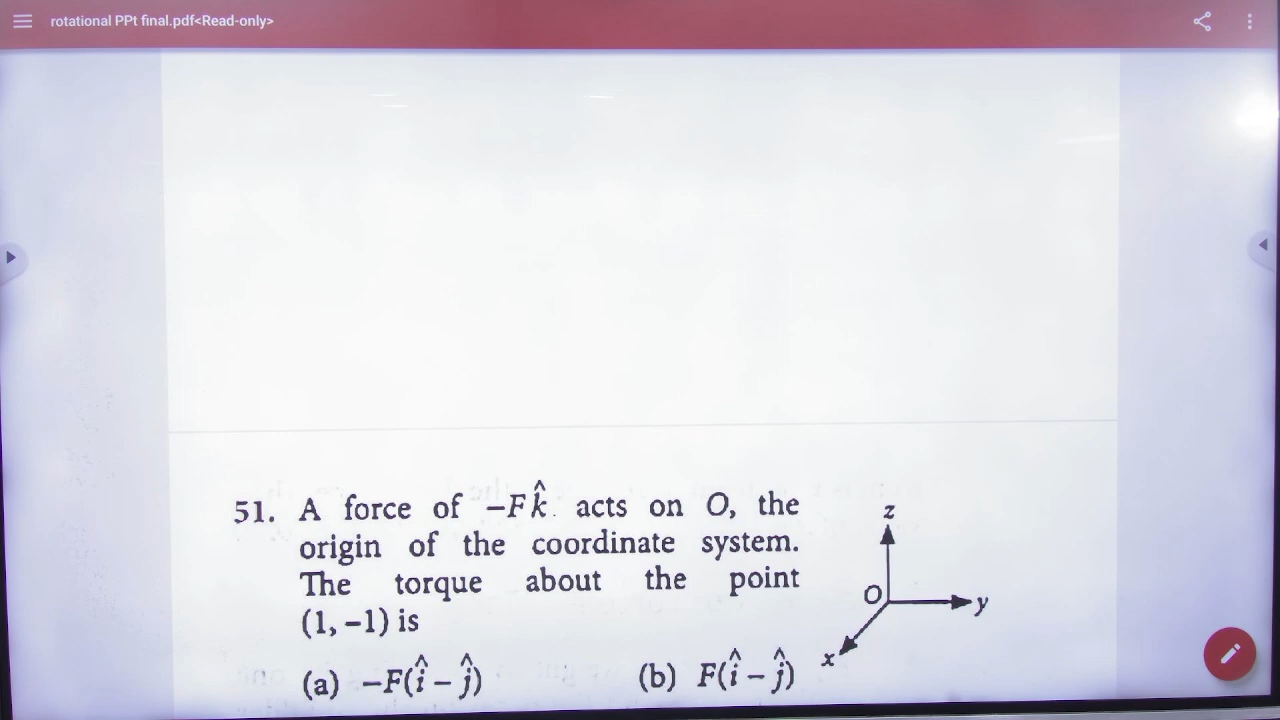 rotational PPt final.pdf<Read-only>
51. A force of −Fk̂ acts on O, the
origin of the coordinate system.
The torque about the point
(1, −1) is
(a) −F(î − ĵ) (b) F(î − ĵ)
z
O
y
x